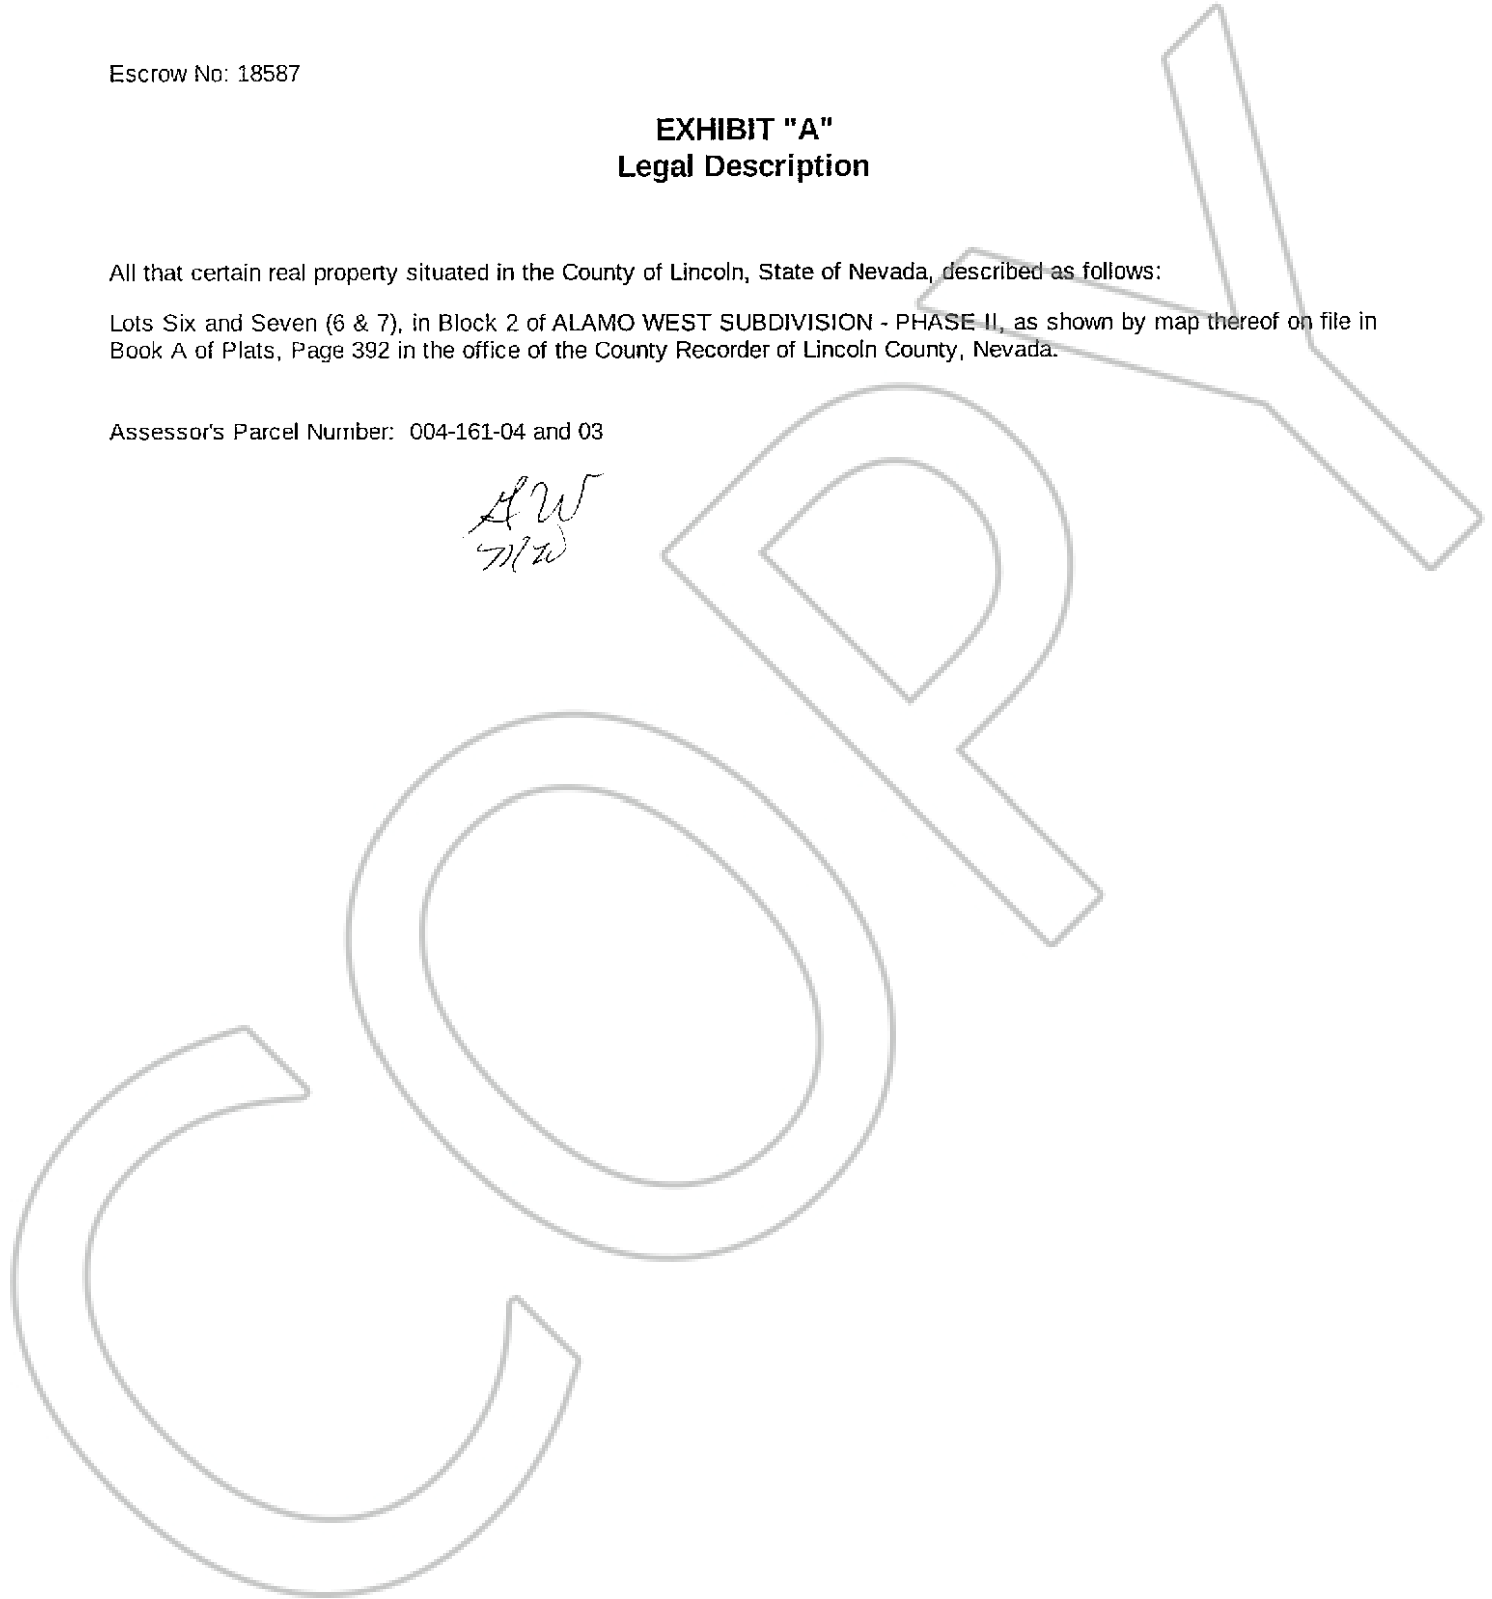 Escrow No: 18587
EXHIBIT "A"
Legal Description
All that certain real property situated in the County of Lincoln, State of Nevada, described as follows:
Lots Six and Seven (6 & 7), in Block 2 of ALAMO WEST SUBDIVISION - PHASE II, as shown by map thereof on file in
Book A of Plats, Page 392 in the office of the County Recorder of Lincoln County, Nevada.
Assessor's Parcel Number: 004-161-04 and 03
MW
COPY